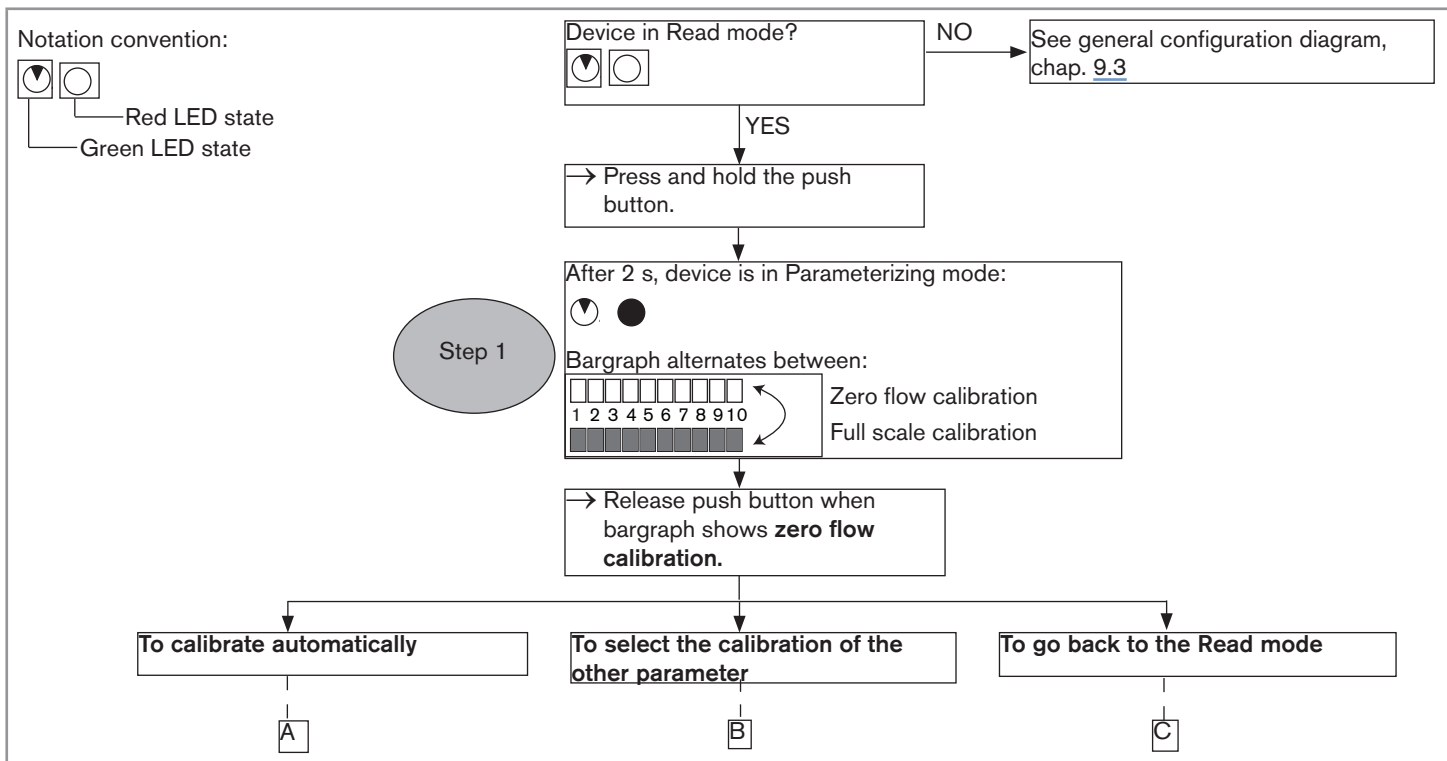 Notation convention:
Red LED state
Green LED state
Device in Read mode?
NO
See general configuration diagram,
chap. 9.3
YES
→ Press and hold the push
button.
After 2 s, device is in Parameterizing mode:
Step 1
Bargraph alternates between:
Zero flow calibration
1 2 3 4 5 6 7 8 9 10
Full scale calibration
→ Release push button when
bargraph shows zero flow
calibration.
To calibrate automatically
To select the calibration of the
other parameter
To go back to the Read mode
A
B
C